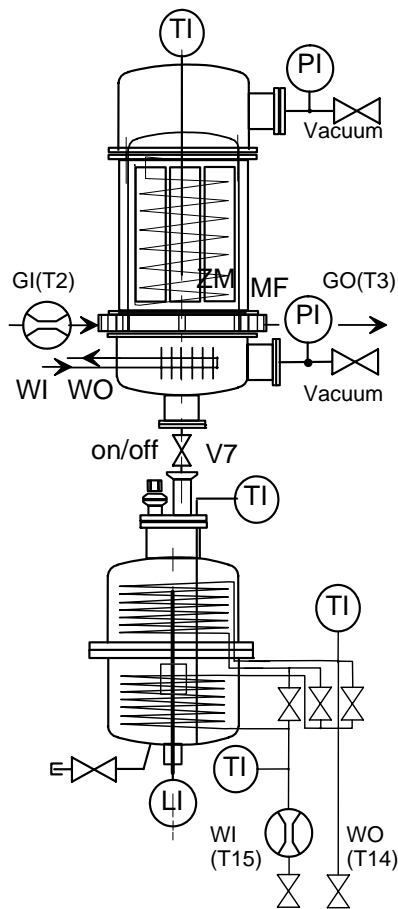 TI
PI
Vacuum
ZM
MF
GI(T2)
GO(T3)
PI
WI
WO
Vacuum
on/off
V7
TI
TI
TI
LI
WI
(T15)
WO
(T14)